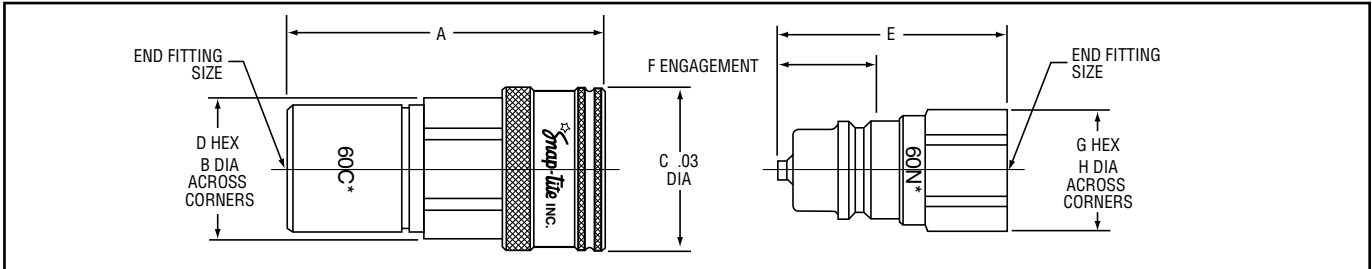 A
END FITTING
SIZE
D HEX
B DIA
ACROSS
CORNERS
60C*
Snap-tite INC.
C .03
DIA
F ENGAGEMENT
E
60N*
END FITTING
SIZE
G HEX
H DIA
ACROSS
CORNERS